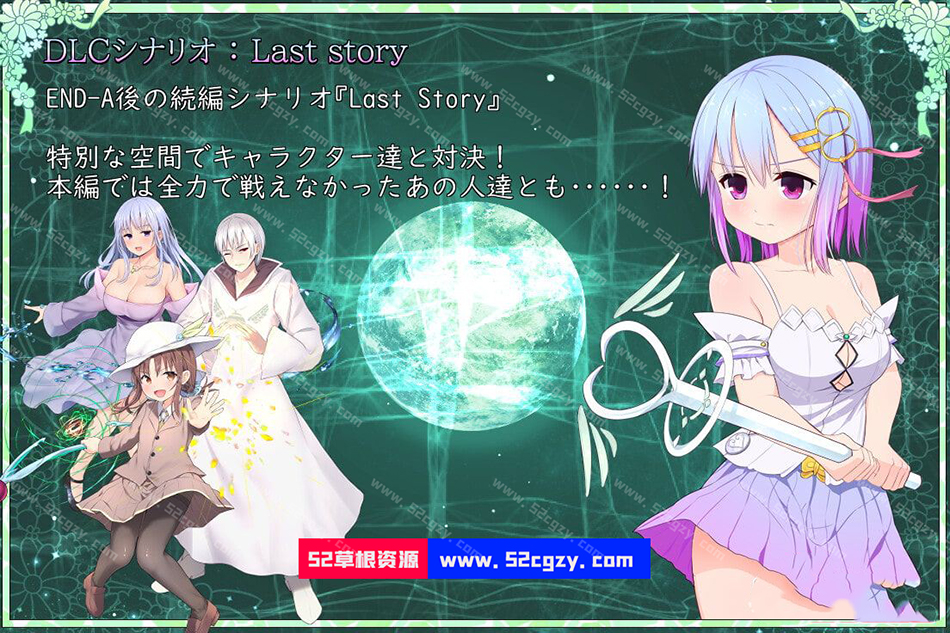 DLCシナリオ：Last story
END-A後の続編シナリオ『Last Story』
特別な空間でキャラクター達と対決！
本編では全力で戦えなかったあの人達とも・・・・・・！
52草根资源 www.52cgzy.com